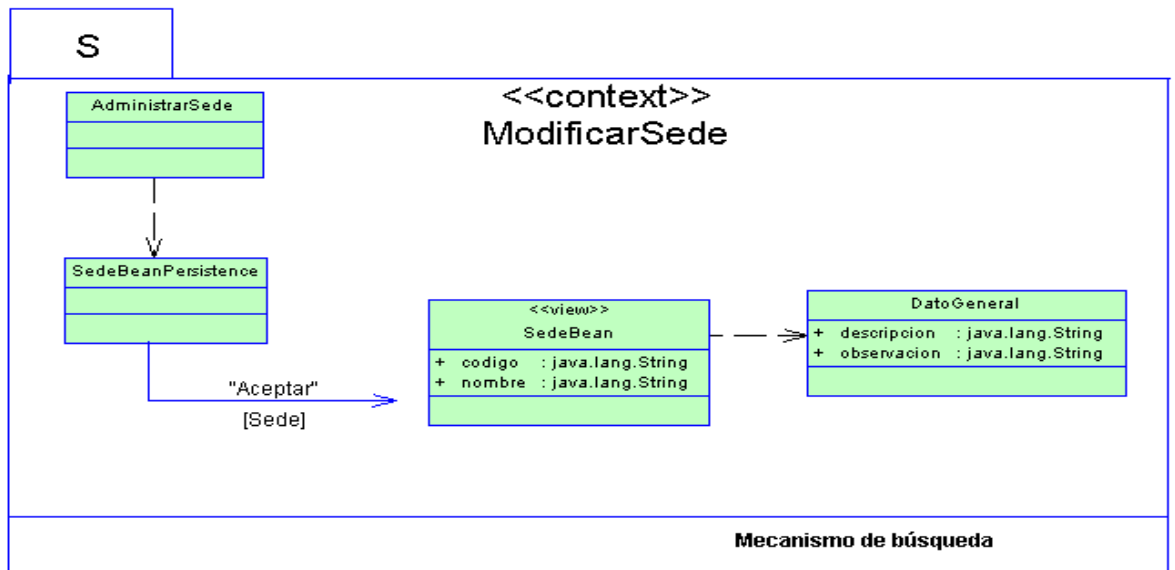 S
<<context>>
ModificarSede
AdministrarSede
SedeBeanPersistence
"Aceptar"
[Sede]
<<view>>
SedeBean
+ codigo : java.lang.String
+ nombre : java.lang.String
DatoGeneral
+ descripcion : java.lang.String
+ observacion : java.lang.String
Mecanismo de búsqueda